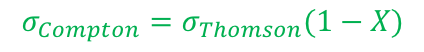 σ_Compton = σ_Thomson(1 − X)